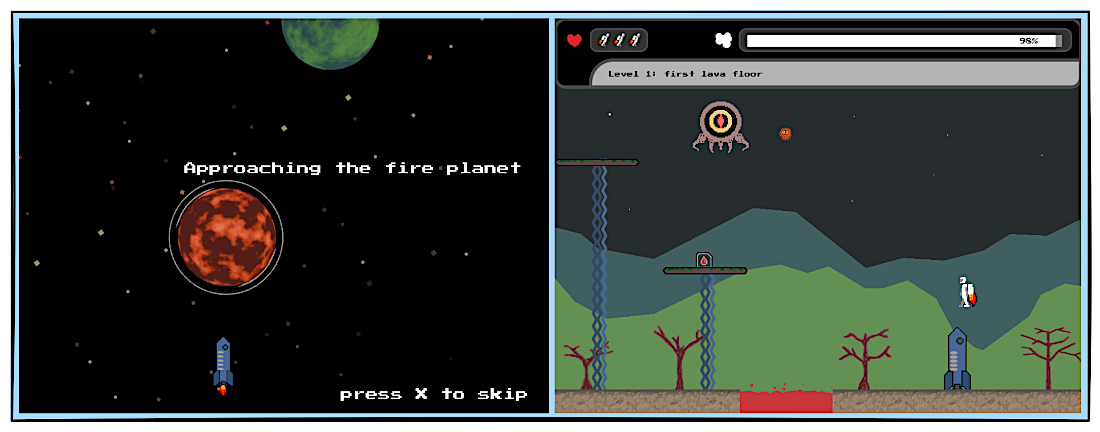 Approaching the fire planet
press X to skip
98%
Level 1: first lava floor